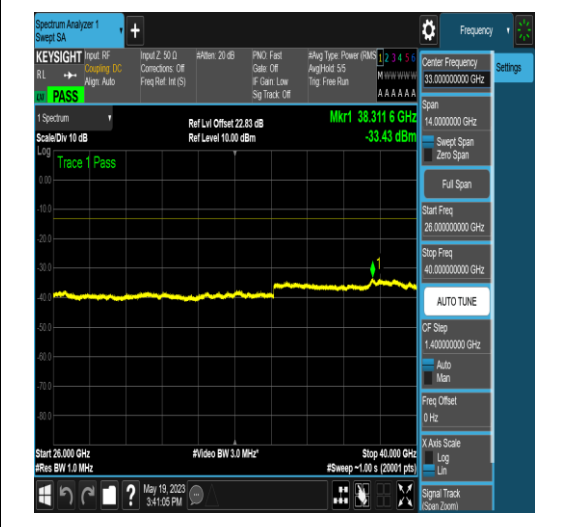 Spectrum Analyzer 1
Swept SA
+
Frequency
KEYSIGHT
Input: RF
Coupling: DC
Align: Auto
RL
PASS
Input Z: 50 Ω
Corrections: Off
Freq Ref: Int (S)
#Atten: 20 dB
PNO: Fast
Gate: Off
IF Gain: Low
Sig Track: Off
#Avg Type: Power (RMS
Avg|Hold: 5/5
Trig: Free Run
1 2 3 4 5 6
M w w w w w
A A A A A A
Settings
Center Frequency
33.000000000 GHz
Span
14.0000000 GHz
Swept Span
Zero Span
Full Span
Start Freq
26.000000000 GHz
Stop Freq
40.000000000 GHz
AUTO TUNE
CF Step
1.400000000 GHz
Auto
Man
Freq Offset
0 Hz
X Axis Scale
Log
Lin
Signal Track
(Span Zoom)
1 Spectrum
Scale/Div 10 dB
Ref Lvl Offset 22.83 dB
Ref Level 10.00 dBm
Mkr1 38.311 6 GHz
-33.43 dBm
Log
Trace 1 Pass
0.00
-10.0
-20.0
-30.0
-40.0
-50.0
-60.0
-70.0
-80.0
1
Start 26.000 GHz
#Res BW 1.0 MHz
#Video BW 3.0 MHz*
Stop 40.000 GHz
#Sweep ~1.00 s (20001 pts)
?
May 19, 2023
3:41:05 PM